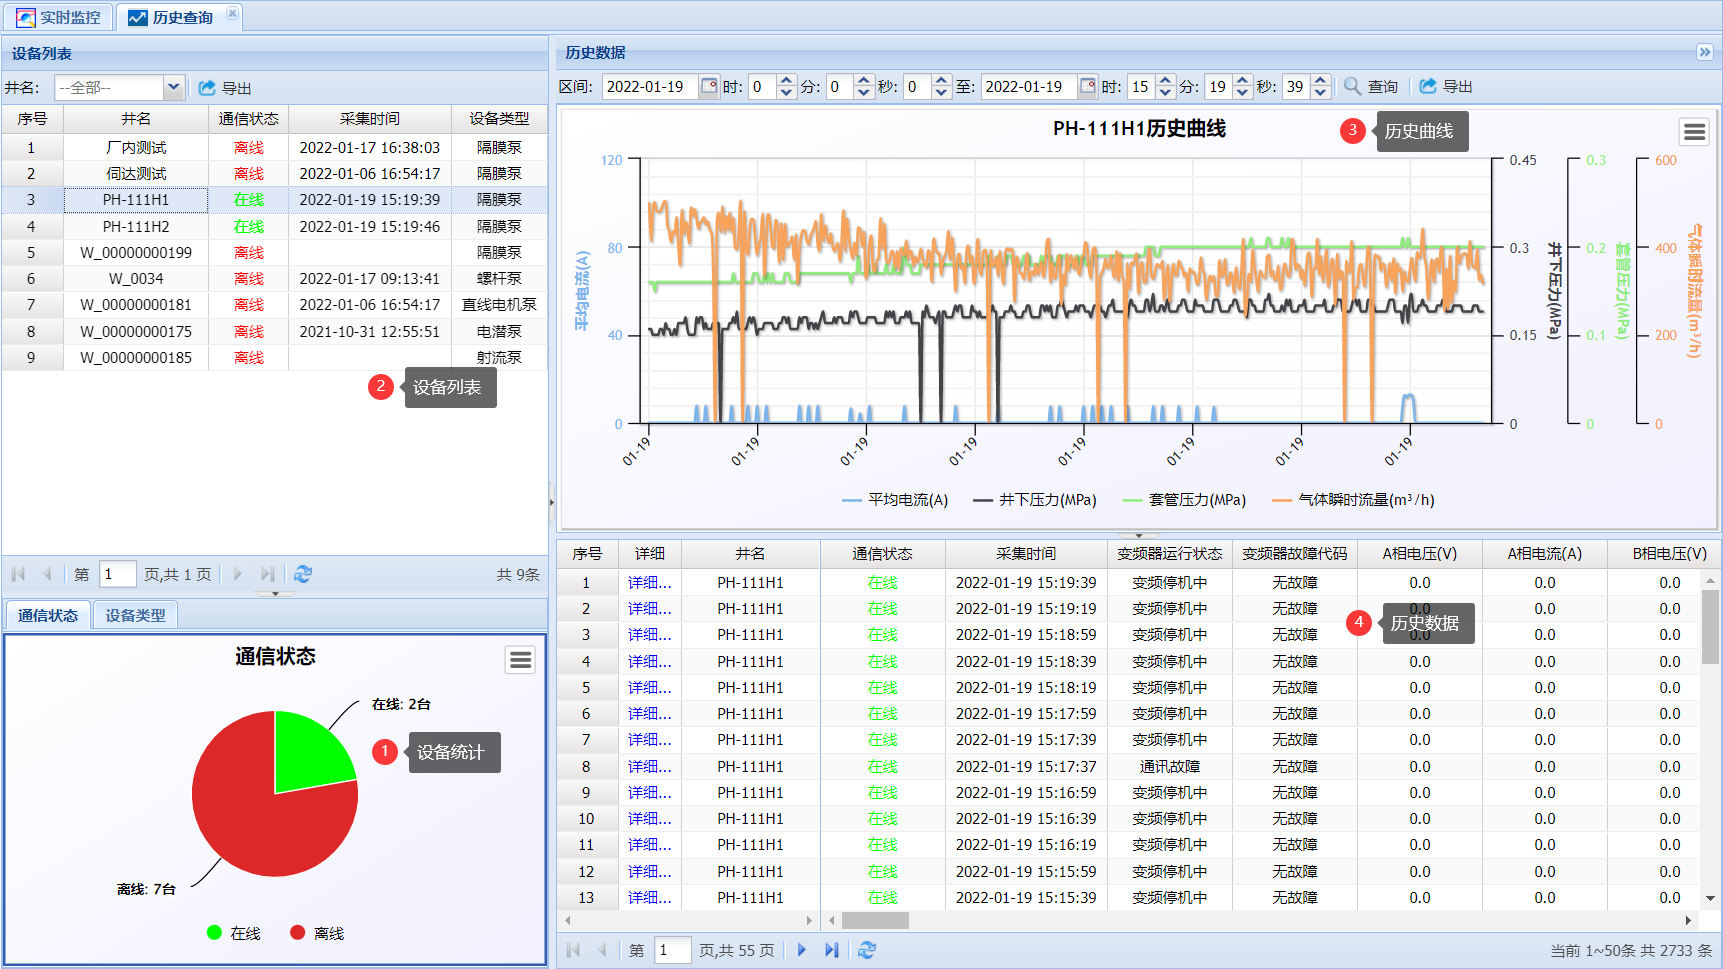 实时监控 历史查询
设备列表
井名: --全部-- 导出
序号 井名 通信状态 采集时间 设备类型
1 厂内测试 离线 2022-01-17 16:38:03 隔膜泵
2 伺达测试 离线 2022-01-06 16:54:17 隔膜泵
3 PH-111H1 在线 2022-01-19 15:19:39 隔膜泵
4 PH-111H2 在线 2022-01-19 15:19:46 隔膜泵
5 W_00000000199 离线 隔膜泵
6 W_0034 离线 2022-01-17 09:13:41 螺杆泵
7 W_00000000181 离线 2022-01-06 16:54:17 直线电机泵
8 W_00000000175 离线 2021-10-31 12:55:51 电潜泵
9 W_00000000185 离线 射流泵
2 设备列表
第 1 页,共 1 页 共 9条
通信状态 设备类型
通信状态
在线: 2台
1 设备统计
离线: 7台
在线 离线
历史数据
区间: 2022-01-19 时: 0 分: 0 秒: 0 至: 2022-01-19 时: 15 分: 19 秒: 39 查询 导出
PH-111H1历史曲线
3 历史曲线
120 80 40 0
平均电流(A)
0.45 0.3 0.15 0
井下压力(MPa)
0.3 0.2 0.1 0
套管压力(MPa)
600 400 200 0
气体瞬时流量(m³/h)
01-19 01-19 01-19 01-19 01-19 01-19 01-19 01-19
平均电流(A) 井下压力(MPa) 套管压力(MPa) 气体瞬时流量(m³/h)
序号 详细 井名 通信状态 采集时间 变频器运行状态 变频器故障代码 A相电压(V) A相电流(A) B相电压(V)
1 详细... PH-111H1 在线 2022-01-19 15:19:39 变频停机中 无故障 0.0 0.0 0.0
2 详细... PH-111H1 在线 2022-01-19 15:19:19 变频停机中 无故障 0.0 0.0 0.0
4 历史数据
3 详细... PH-111H1 在线 2022-01-19 15:18:59 变频停机中 无故障 0.0 0.0 0.0
4 详细... PH-111H1 在线 2022-01-19 15:18:39 变频停机中 无故障 0.0 0.0 0.0
5 详细... PH-111H1 在线 2022-01-19 15:18:19 变频停机中 无故障 0.0 0.0 0.0
6 详细... PH-111H1 在线 2022-01-19 15:17:59 变频停机中 无故障 0.0 0.0 0.0
7 详细... PH-111H1 在线 2022-01-19 15:17:39 变频停机中 无故障 0.0 0.0 0.0
8 详细... PH-111H1 在线 2022-01-19 15:17:37 通讯故障 无故障 0.0 0.0 0.0
9 详细... PH-111H1 在线 2022-01-19 15:16:59 变频停机中 无故障 0.0 0.0 0.0
10 详细... PH-111H1 在线 2022-01-19 15:16:39 变频停机中 无故障 0.0 0.0 0.0
11 详细... PH-111H1 在线 2022-01-19 15:16:19 变频停机中 无故障 0.0 0.0 0.0
12 详细... PH-111H1 在线 2022-01-19 15:15:59 变频停机中 无故障 0.0 0.0 0.0
13 详细... PH-111H1 在线 2022-01-19 15:15:39 变频停机中 无故障 0.0 0.0 0.0
第 1 页,共 55 页 当前 1~50条 共 2733 条